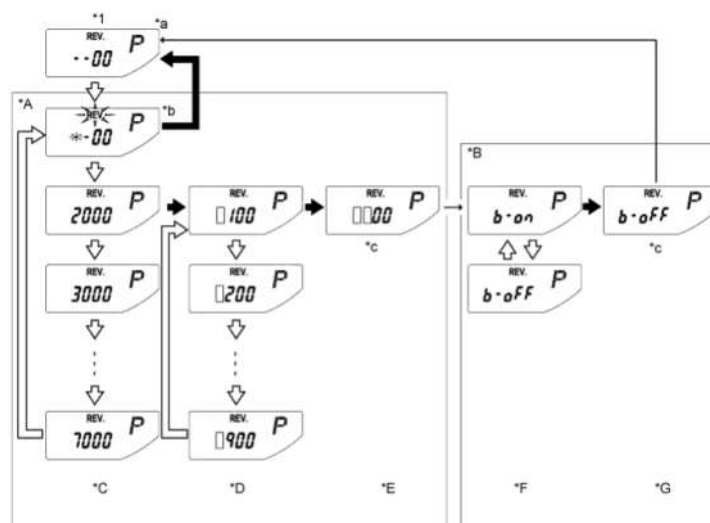 *1
*a
REV.
--00 P
*A
REV.
*-00 P
*b
*B
REV.
2000 P
REV.
100 P
REV.
00 P
*c
REV.
b-on P
REV.
b-oFF P
*c
REV.
3000 P
REV.
200 P
REV.
b-oFF P
REV.
7000 P
REV.
900 P
*C
*D
*E
*F
*G